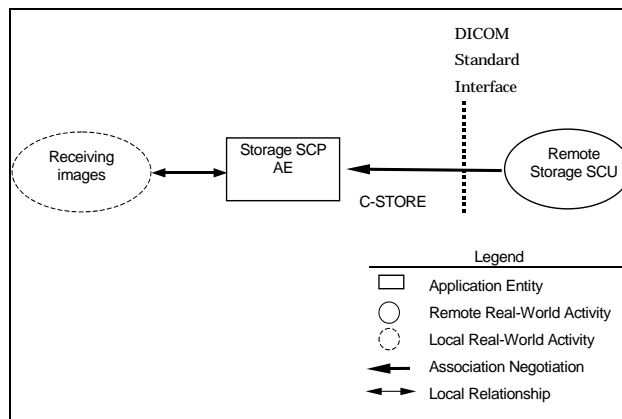 DICOM
Standard
Interface
Receiving
images
Storage SCP
AE
C-STORE
Remote
Storage SCU
Legend
Application Entity
Remote Real-World Activity
Local Real-World Activity
Association Negotiation
Local Relationship